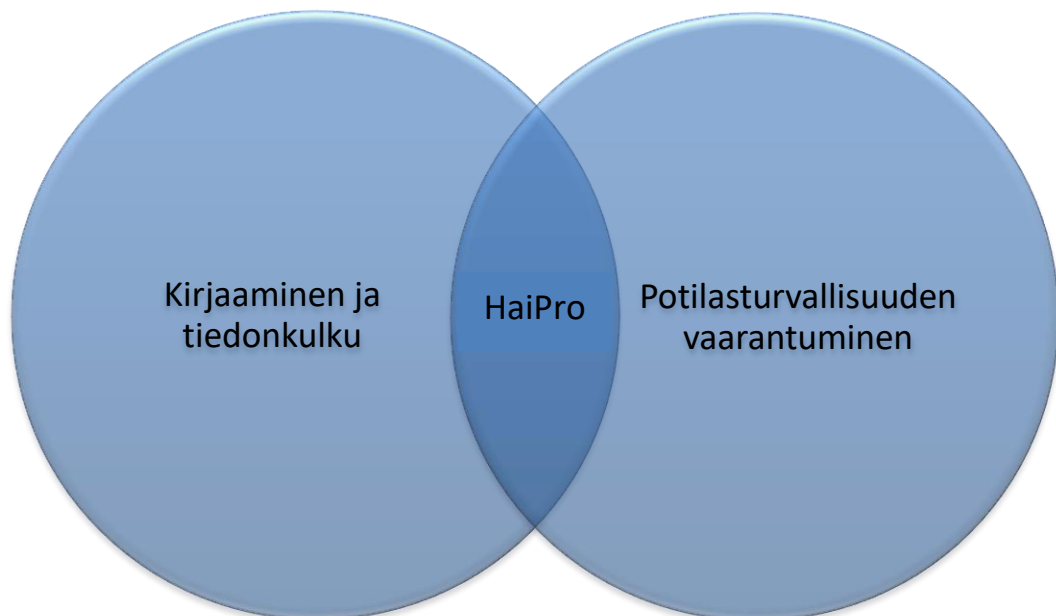 Kirjaaminen ja
tiedonkulku
HaiPro
Potilasturvallisuuden
vaarantuminen